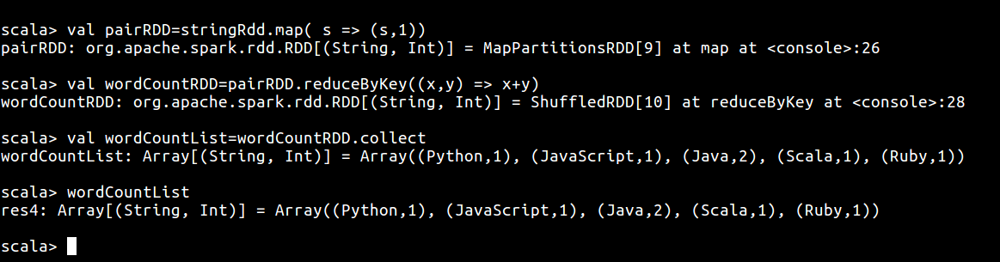 scala> val pairRDD=stringRdd.map( s => (s,1))
pairRDD: org.apache.spark.rdd.RDD[(String, Int)] = MapPartitionsRDD[9] at map at <console>:26
scala> val wordCountRDD=pairRDD.reduceByKey((x,y) => x+y)
wordCountRDD: org.apache.spark.rdd.RDD[(String, Int)] = ShuffledRDD[10] at reduceByKey at <console>:28
scala> val wordCountList=wordCountRDD.collect
wordCountList: Array[(String, Int)] = Array((Python,1), (JavaScript,1), (Java,2), (Scala,1), (Ruby,1))
scala> wordCountList
res4: Array[(String, Int)] = Array((Python,1), (JavaScript,1), (Java,2), (Scala,1), (Ruby,1))
scala>